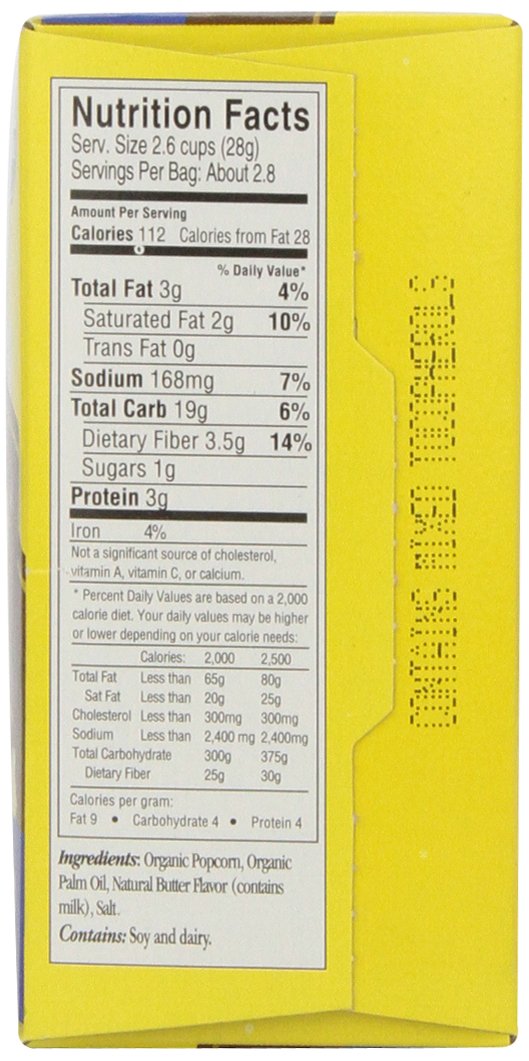 Nutrition Facts
Serv. Size 2.6 cups (28g)
Servings Per Bag: About 2.8
Amount Per Serving
Calories 112 Calories from Fat 28
% Daily Value*
Total Fat 3g 4%
Saturated Fat 2g 10%
Trans Fat 0g
Sodium 168mg 7%
Total Carb 19g 6%
Dietary Fiber 3.5g 14%
Sugars 1g
Protein 3g
Iron 4%
Not a significant source of cholesterol,
vitamin A, vitamin C, or calcium.
* Percent Daily Values are based on a 2,000
calorie diet. Your daily values may be higher
or lower depending on your calorie needs:
Calories: 2,000 2,500
Total Fat Less than 65g 80g
Sat Fat Less than 20g 25g
Cholesterol Less than 300mg 300mg
Sodium Less than 2,400 mg 2,400mg
Total Carbohydrate 300g 375g
Dietary Fiber 25g 30g
Calories per gram:
Fat 9 • Carbohydrate 4 • Protein 4
Ingredients: Organic Popcorn, Organic
Palm Oil, Natural Butter Flavor (contains
milk), Salt.
Contains: Soy and dairy.
CONTAINS MIXED TOCOPHEROLS